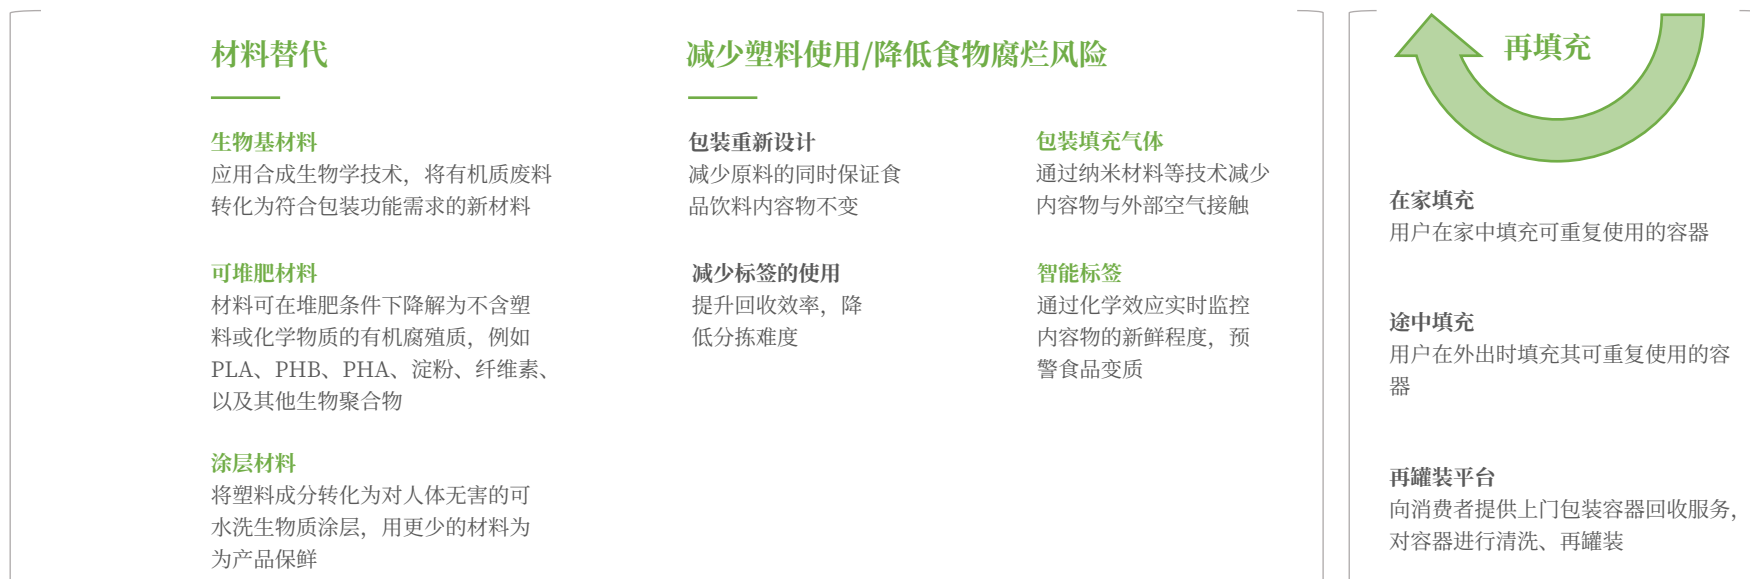 材料替代
生物基材料
应用合成生物学技术，将有机质废料
转化为符合包装功能需求的新材料
可堆肥材料
材料可在堆肥条件下降解为不含塑
料或化学物质的有机腐殖质，例如
PLA、PHB、PHA、淀粉、纤维素、
以及其他生物聚合物
涂层材料
将塑料成分转化为对人体无害的可
水洗生物质涂层，用更少的材料为
为产品保鲜
减少塑料使用/降低食物腐烂风险
包装重新设计
减少原料的同时保证食
品饮料内容物不变
减少标签的使用
提升回收效率，降
低分拣难度
包装填充气体
通过纳米材料等技术减少
内容物与外部空气接触
智能标签
通过化学效应实时监控
内容物的新鲜程度，预
警食品变质
再填充
在家填充
用户在家中填充可重复使用的容器
途中填充
用户在外出时填充其可重复使用的容
器
再罐装平台
向消费者提供上门包装容器回收服务，
对容器进行清洗、再罐装